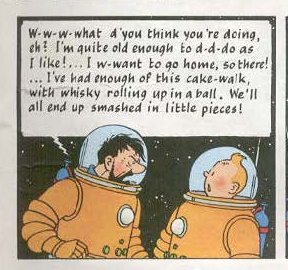 W-w-w-what d'you think you're doing,
eh? I'm quite old enough to d-d-do as
I like!... I w-want to go home, so there!
... I've had enough of this cake-walk,
with whisky rolling up in a ball. We'll
all end up smashed in little pieces!